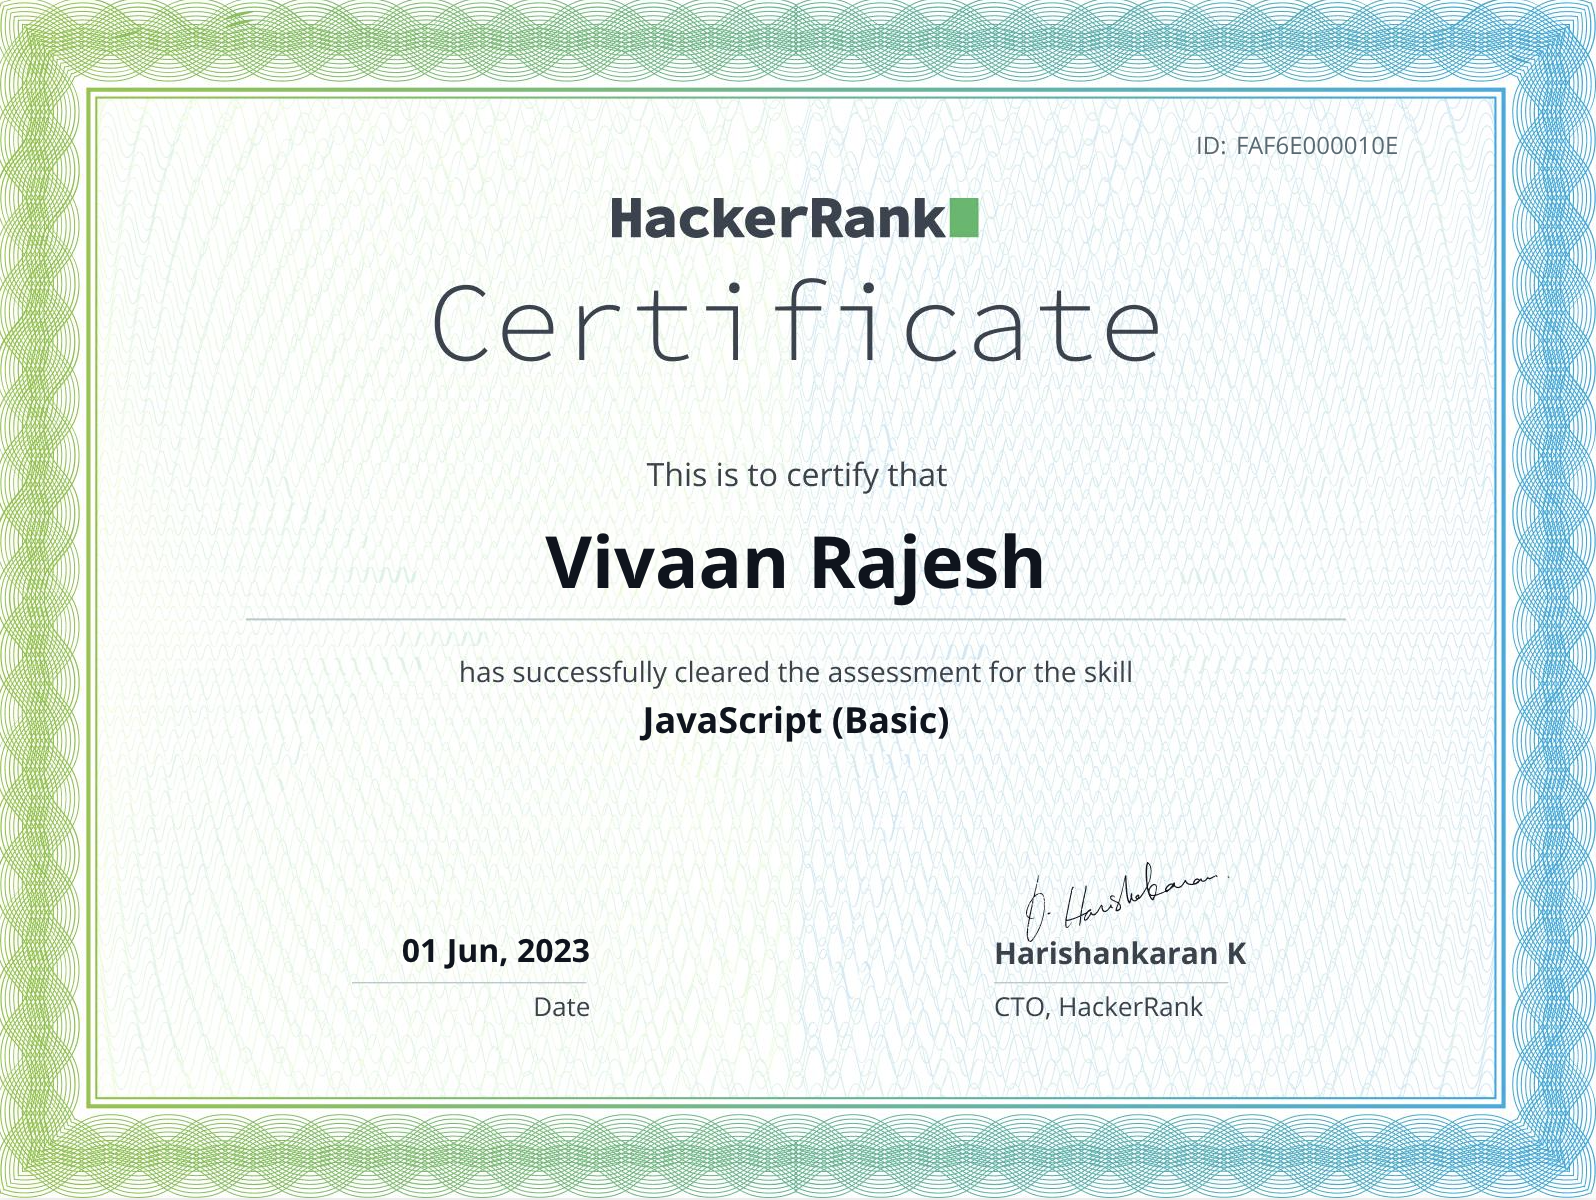 ID: FAF6E000010E
HackerRank
Certificate
This is to certify that
Vivaan Rajesh
has successfully cleared the assessment for the skill
JavaScript (Basic)
D. Harishankaran.
01 Jun, 2023
Harishankaran K
Date
CTO, HackerRank